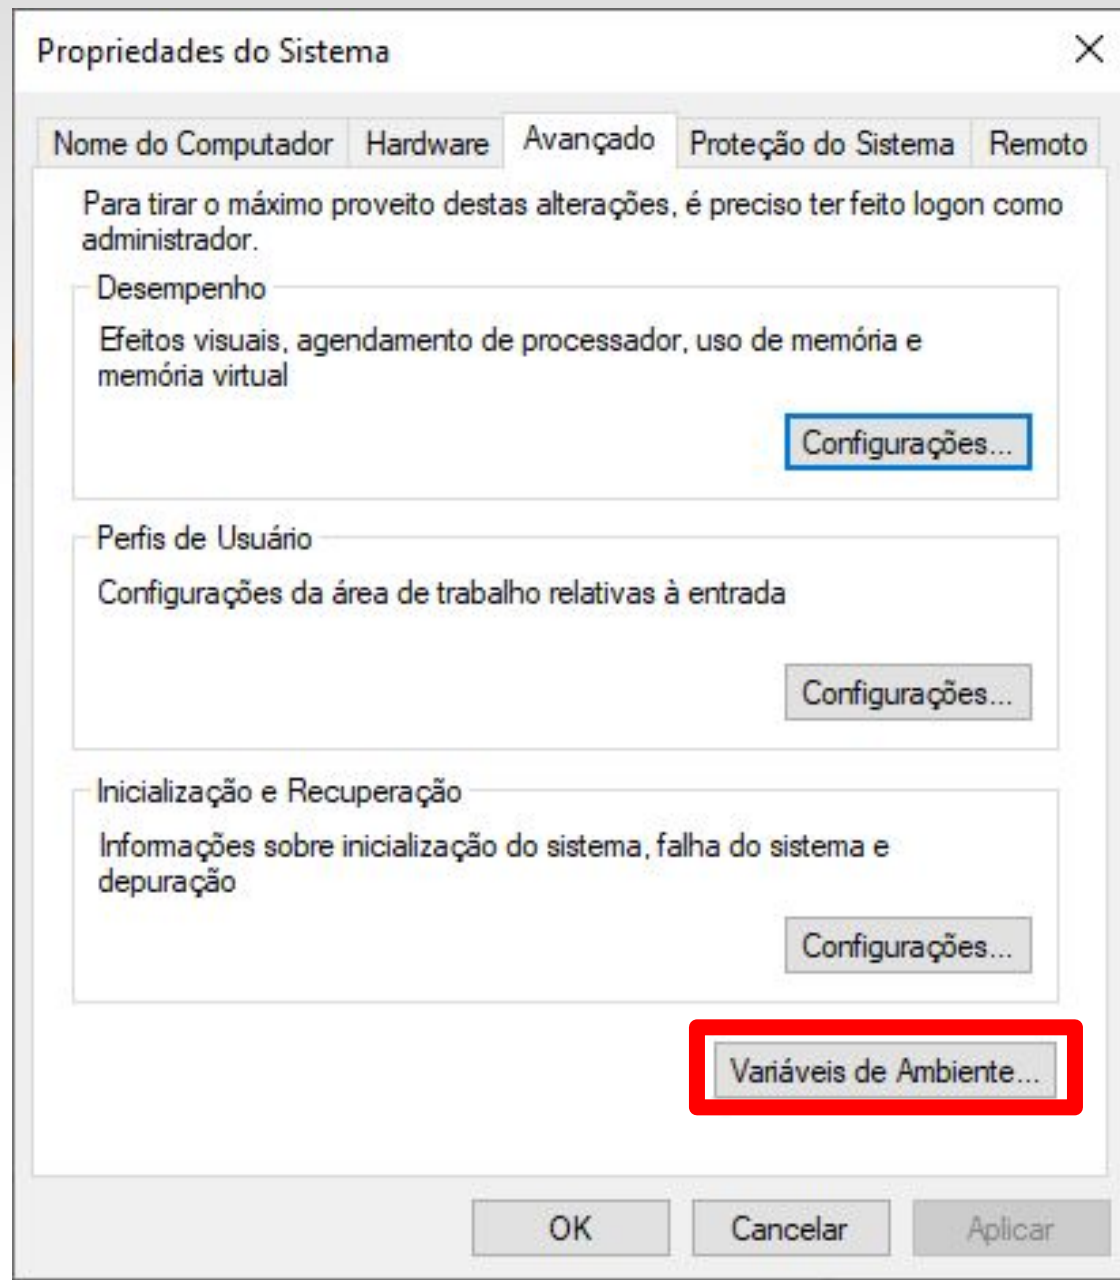 Propriedades do Sistema
Nome do Computador Hardware Avançado Proteção do Sistema Remoto
Para tirar o máximo proveito destas alterações, é preciso ter feito logon como
administrador.
Desempenho
Efeitos visuais, agendamento de processador, uso de memória e
memória virtual
Configurações...
Perfis de Usuário
Configurações da área de trabalho relativas à entrada
Configurações...
Inicialização e Recuperação
Informações sobre inicialização do sistema, falha do sistema e
depuração
Configurações...
Variáveis de Ambiente...
OK Cancelar Aplicar